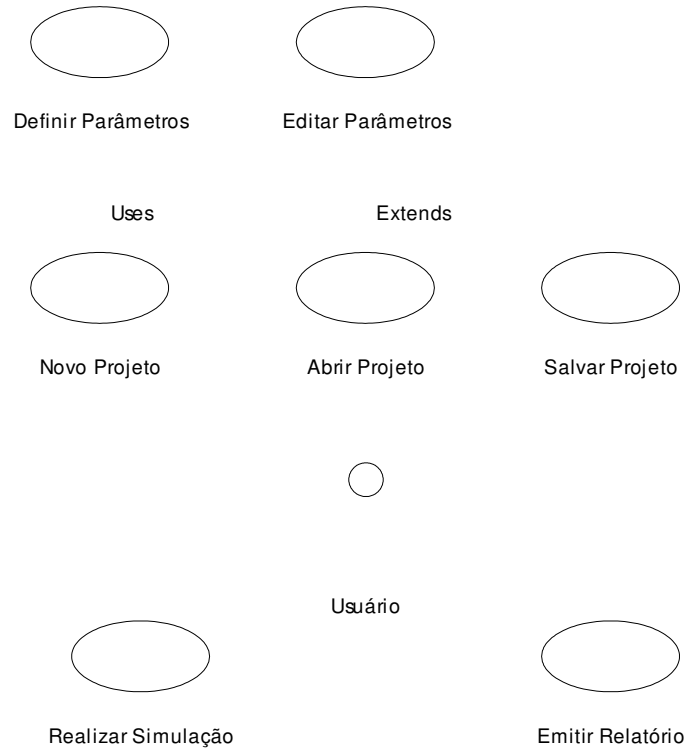 Definir Parâmetros
Editar Parâmetros
Uses
Extends
Novo Projeto
Abrir Projeto
Salvar Projeto
Usuário
Realizar Simulação
Emitir Relatório